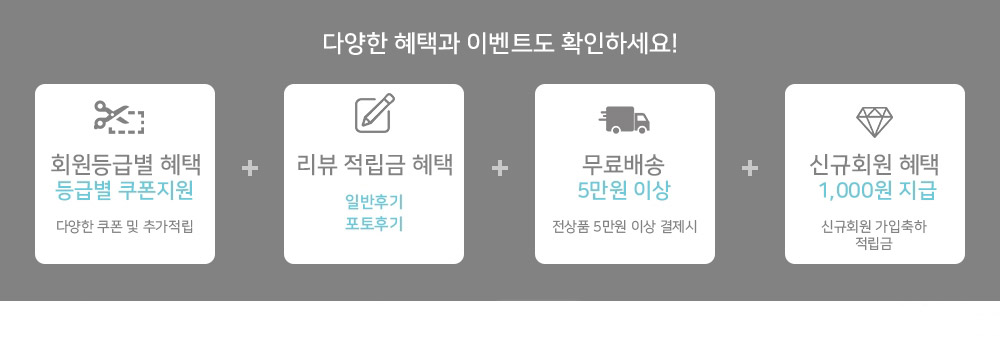 다양한 혜택과 이벤트도 확인하세요!
회원등급별 혜택
등급별 쿠폰지원
다양한 쿠폰 및 추가적립
+
리뷰 적립금 혜택
일반후기
포토후기
+
무료배송
5만원 이상
전상품 5만원 이상 결제시
+
신규회원 혜택
1,000원 지급
신규회원 가입축하
적립금